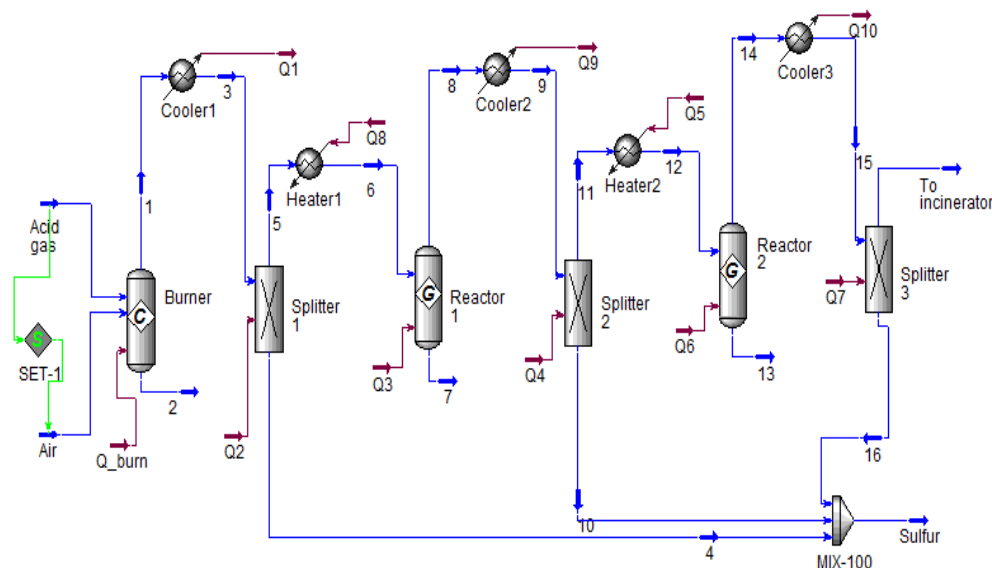 Q1
Cooler1
3
Q8
Heater1
6
5
1
Acid
gas
Burner
C
S
SET-1
Air
2
Q_burn
Splitter
1
Q2
Q3
G
Reactor
1
7
8
Cooler2
9
Q9
Q5
Heater2
12
11
Splitter
2
Q4
10
4
14
Cooler3
Q10
15
To
incinerator
G
Reactor
2
Q6
13
Q7
Splitter
3
16
MIX-100
Sulfur